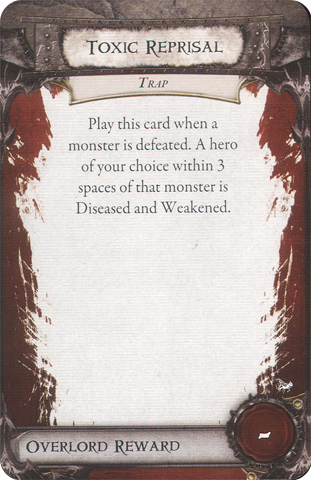 Toxic Reprisal
Trap
Play this card when a
monster is defeated. A hero
of your choice within 3
spaces of that monster is
Diseased and Weakened.
Overlord Reward
-